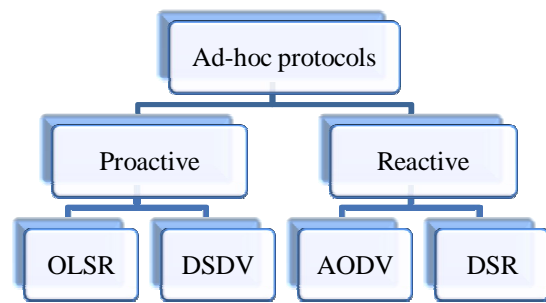 Ad-hoc protocols
Proactive
Reactive
OLSR
DSDV
AODV
DSR